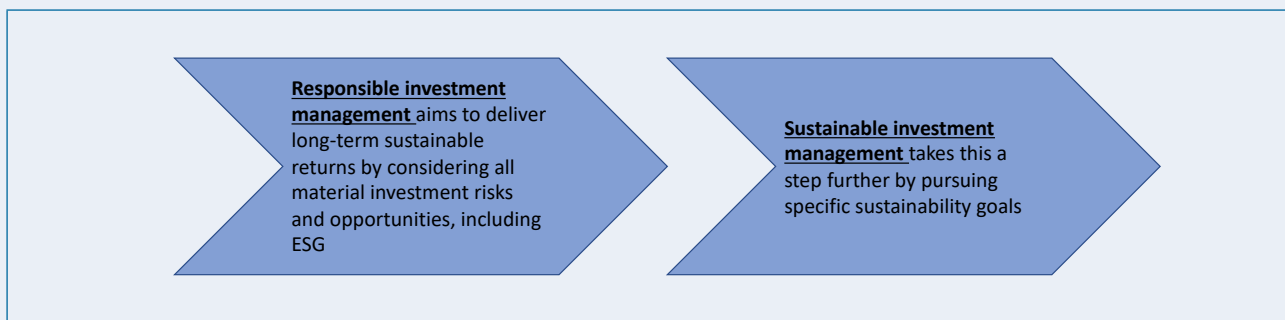 Responsible investment
management aims to deliver
long-term sustainable
returns by considering all
material investment risks
and opportunities, including
ESG
Sustainable investment
management takes this a
step further by pursuing
specific sustainability goals